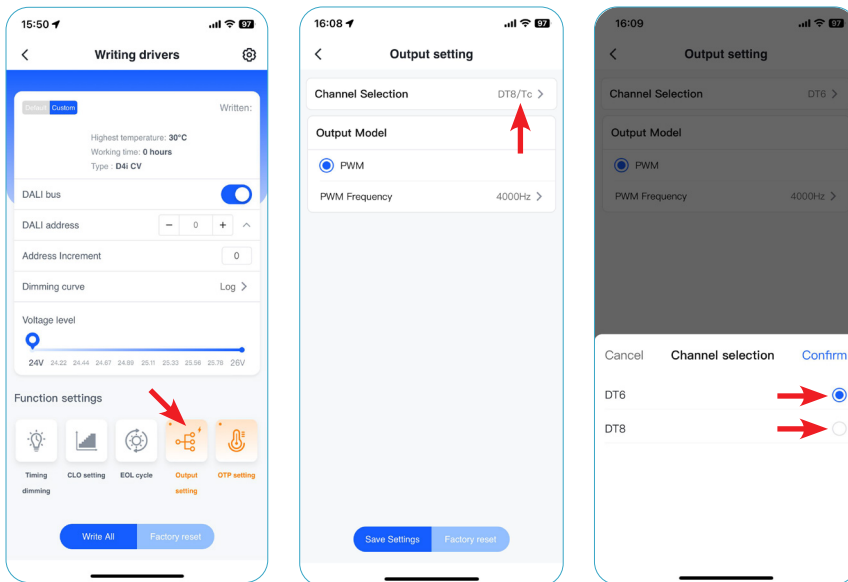 15:50
97
Writing drivers
Default Custom
Written:
Highest temperature: 30°C
Working time: 0 hours
Type : D4i CV
DALI bus
DALI address
− 0 +
Address Increment
0
Dimming curve
Log >
Voltage level
24V 24.22 24.44 24.67 24.89 25.11 25.33 25.56 25.78 26V
Function settings
Timing dimming
CLO setting
EOL cycle
Output setting
OTP setting
Write All
Factory reset
16:08
97
Output setting
Channel Selection
DT8/Tc >
Output Model
PWM
PWM Frequency
4000Hz >
Save Settings
Factory reset
16:09
97
Output setting
Channel Selection
DT6 >
Output Model
PWM
PWM Frequency
4000Hz >
Cancel
Channel selection
Confirm
DT6
DT8